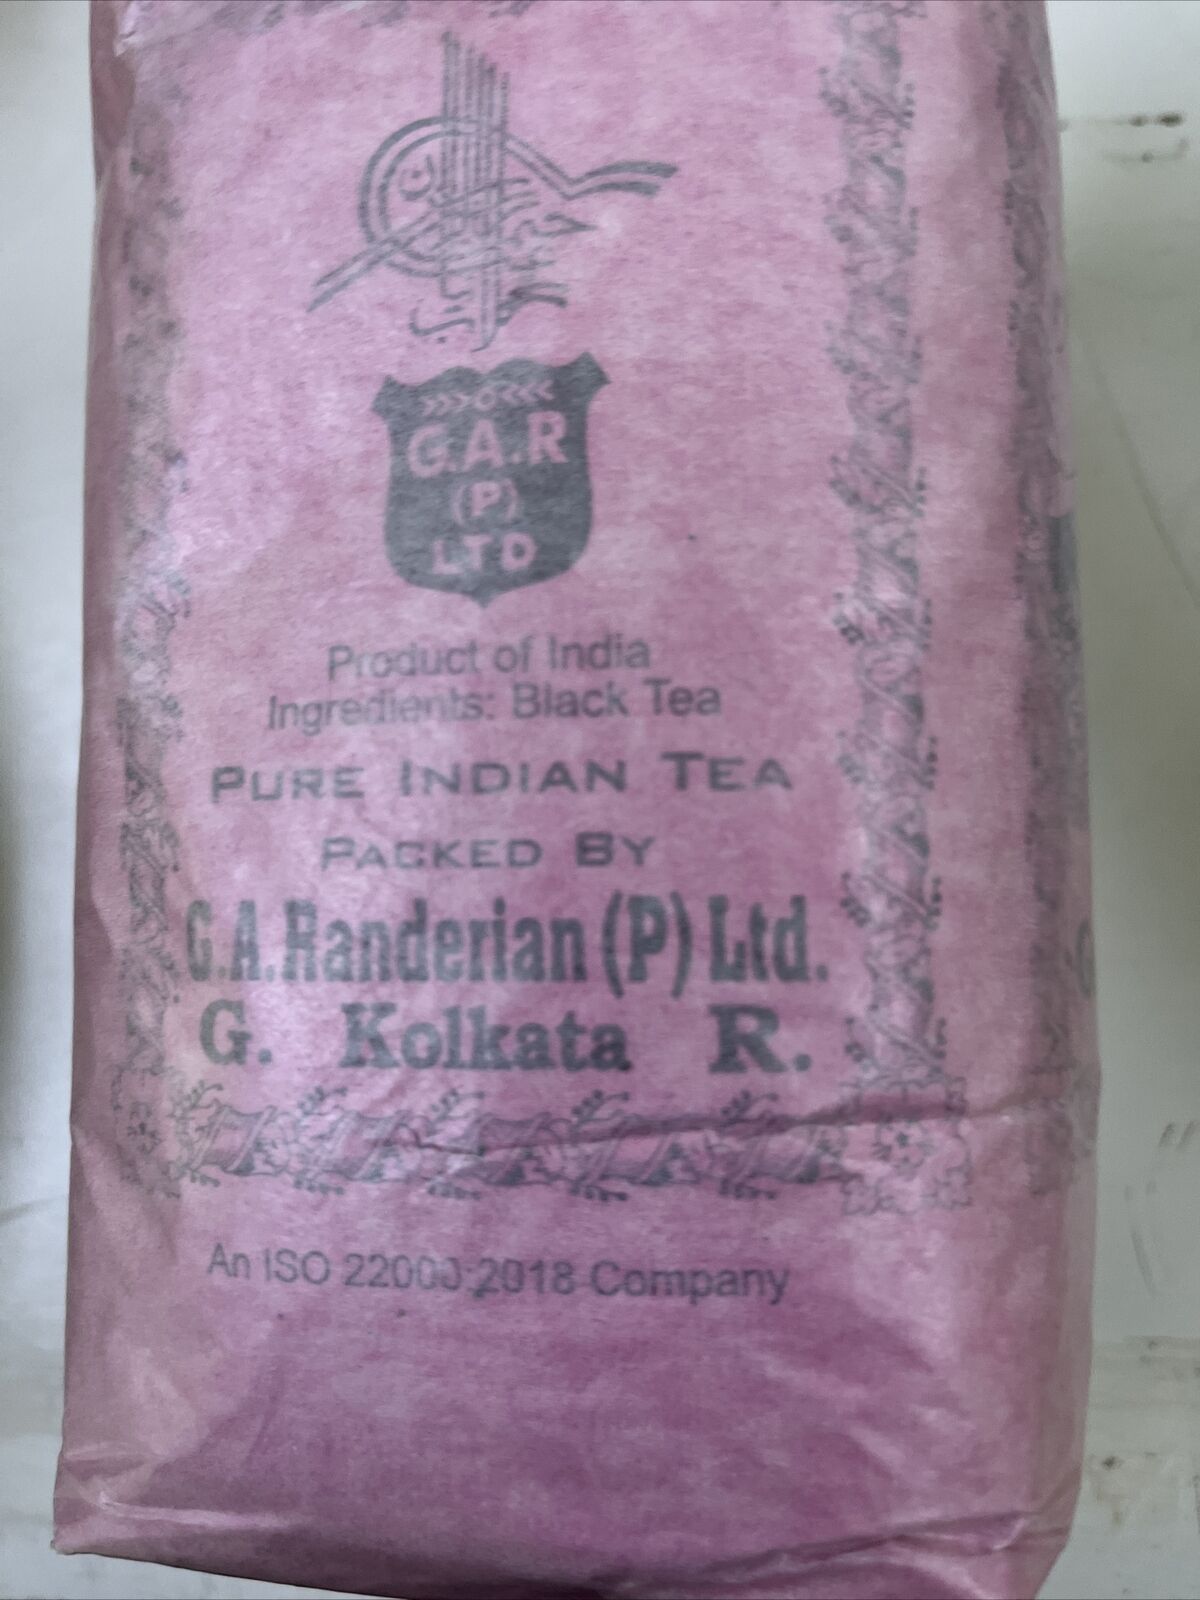 G.A.R
(P)
LTD
Product of India
Ingredients: Black Tea
PURE INDIAN TEA
PACKED BY
G.A.Randerian (P) Ltd.
G. Kolkata R.
An ISO 22000:2018 Company